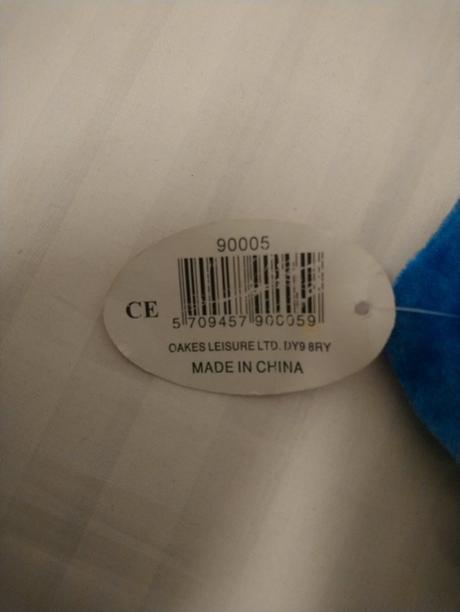 90005
CE
5 709457 900059
OAKES LEISURE LTD. DY9 8RY
MADE IN CHINA